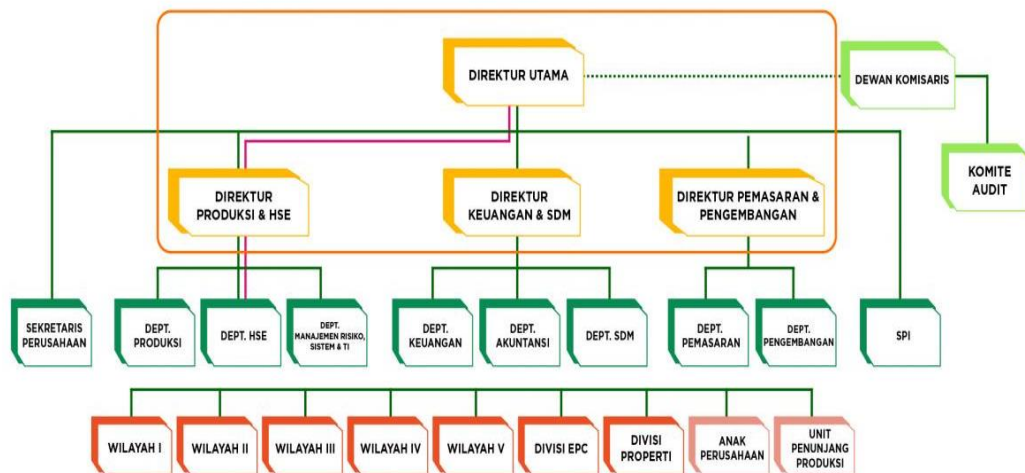 DIREKTUR UTAMA
DEWAN KOMISARIS
KOMITE
AUDIT
DIREKTUR
PRODUKSI & HSE
DIREKTUR
KEUANGAN & SDM
DIREKTUR PEMASARAN &
PENGEMBANGAN
SEKRETARIS
PERUSAHAAN
DEPT.
PRODUKSI
DEPT. HSE
DEPT.
MANAJEMEN RISIKO,
SISTEM & TI
DEPT.
KEUANGAN
DEPT.
AKUNTANSI
DEPT. SDM
DEPT.
PEMASARAN
DEPT.
PENGEMBANGAN
SPI
WILAYAH I
WILAYAH II
WILAYAH III
WILAYAH IV
WILAYAH V
DIVISI EPC
DIVISI
PROPERTI
ANAK
PERUSAHAAN
UNIT
PENUNJANG
PRODUKSI